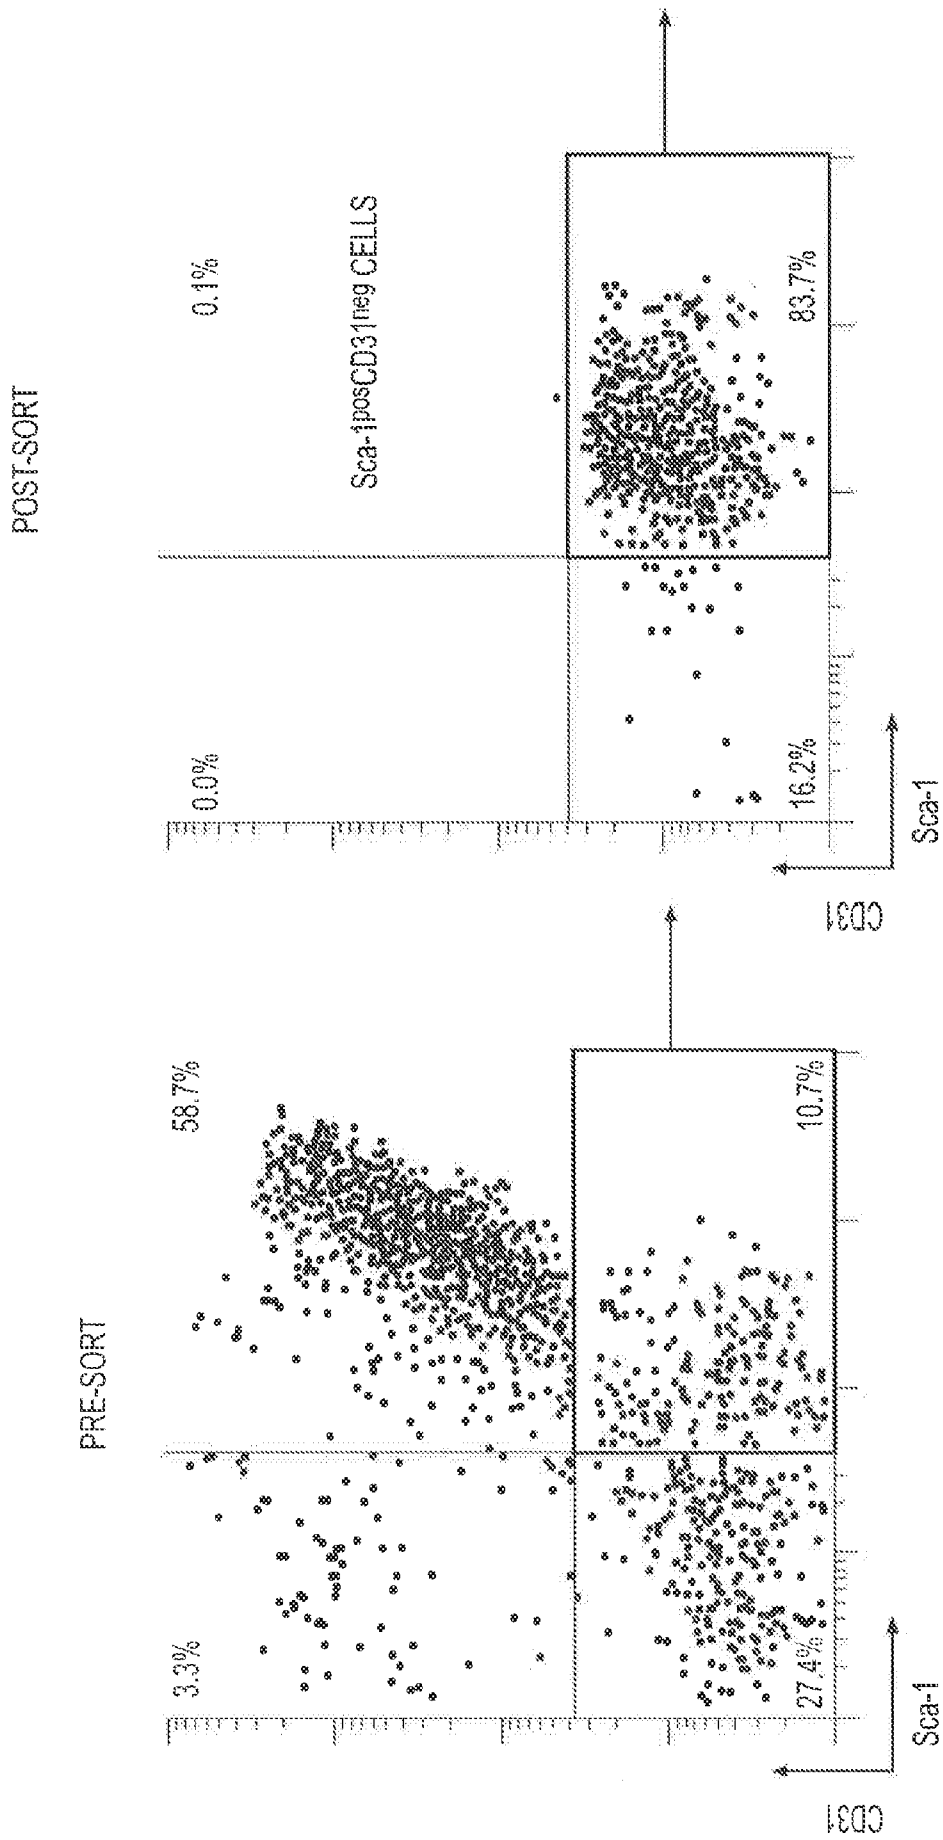 PRE-SORT
3.3%
58.7%
27.4%
10.7%
CD31
Sca-1
POST-SORT
0.0%
0.1%
Sca-1posCD31neg CELLS
16.2%
83.7%
CD31
Sca-1